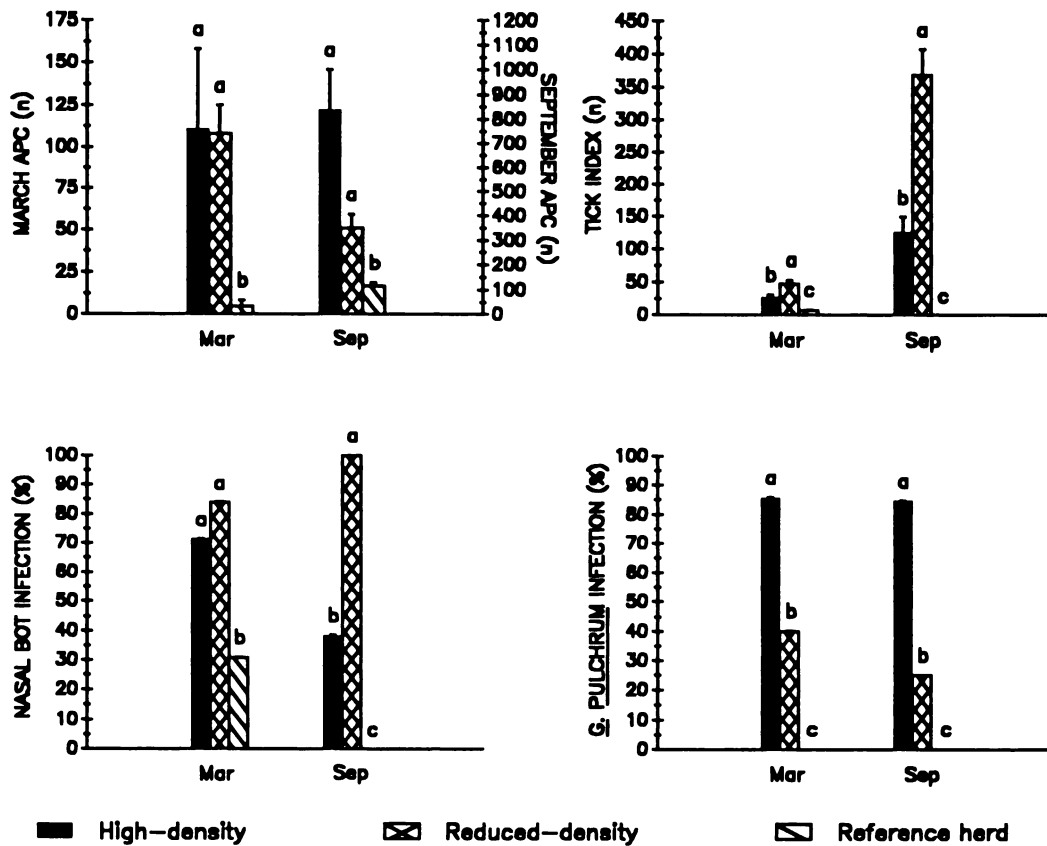 MARCH APC (n)
175
150
125
100
75
50
25
0
a
a
b
a
a
b
Mar
Sep
1200
1100
1000
900
800
700
600
500
400
300
200
100
0
SEPTEMBER APC (n)
TICK INDEX (n)
450
400
350
300
250
200
150
100
50
0
b
a
c
b
a
c
Mar
Sep
NASAL BOT INFECTION (%)
100
90
80
70
60
50
40
30
20
10
0
a
a
b
b
a
c
Mar
Sep
G. PULCHRUM INFECTION (%)
100
90
80
70
60
50
40
30
20
10
0
a
b
c
a
b
c
Mar
Sep
High-density
Reduced-density
Reference herd